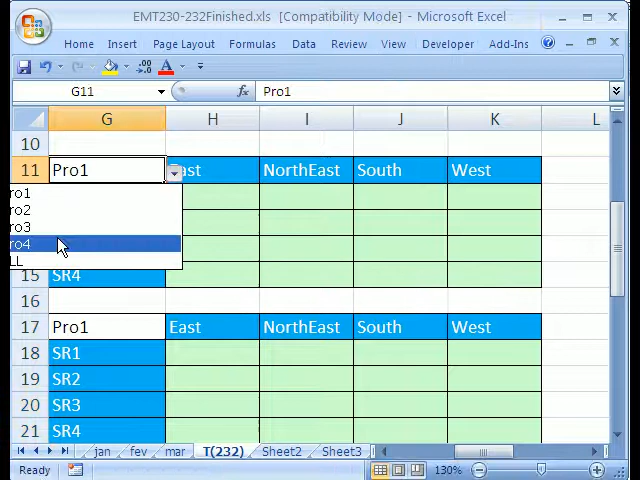 EMT230-232Finished.xls [Compatibility Mode] - Microsoft Excel
Home Insert Page Layout Formulas Data Review View Developer Add-Ins
G11 fx Pro1
G H I J K L
10
11 Pro1 East NorthEast South West
ro1
ro2
ro3
ro4
LL
15 SR4
16
17 Pro1 East NorthEast South West
18 SR1
19 SR2
20 SR3
21 SR4
jan fev mar T(232) Sheet2 Sheet3
Ready 130%